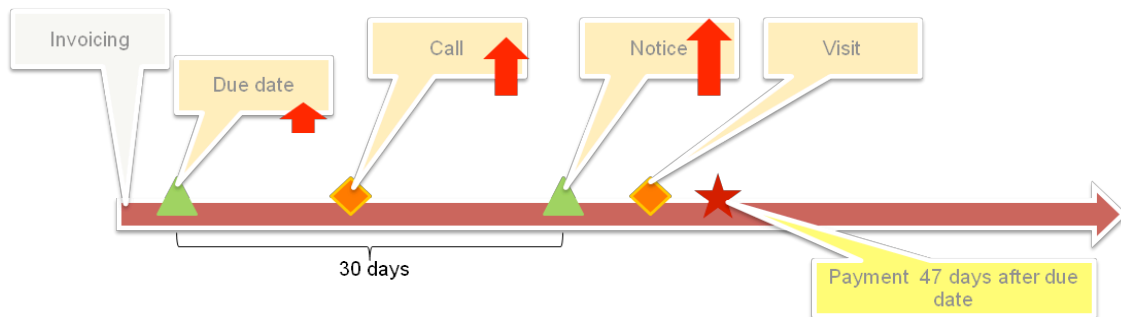 Invoicing
Due date
Call
Notice
Visit
30 days
Payment 47 days after due
date